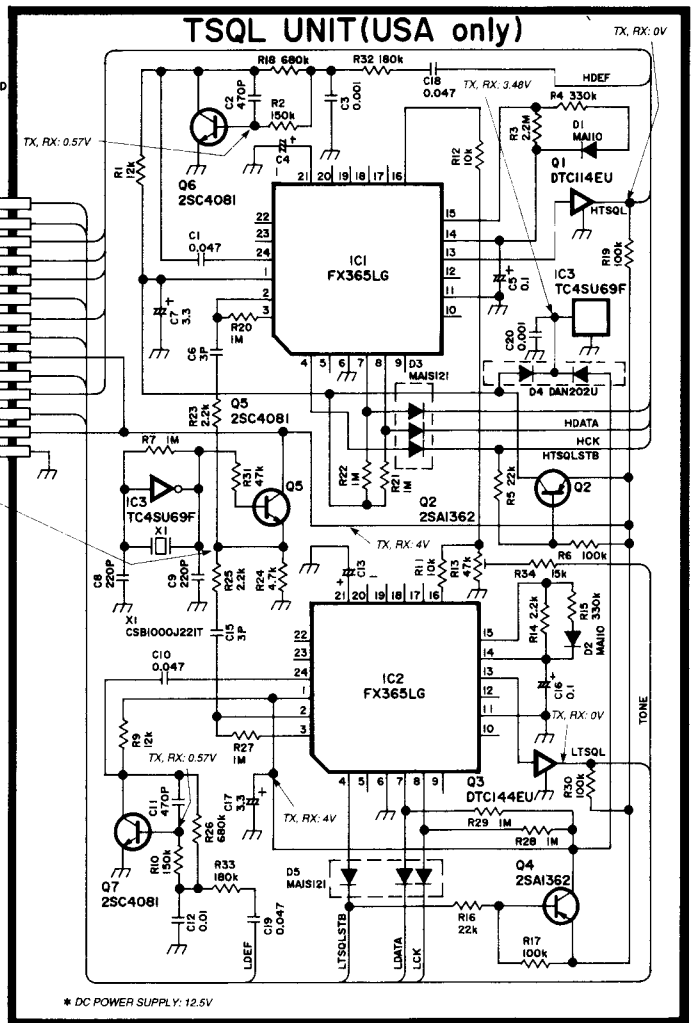 TSQL UNIT(USA only)
TX, RX: 0V
R18 680k
R32 180k
C18
0.047
HDEF
TX, RX: 3.48V
C2
470P
R2
150k
C3
0.001
R4 330k
R3
2.2M
D1
MA110
TX, RX: 0.57V
C4
R1
12k
R12
10k
Q1
DTC114EU
Q6
2SC4081
21 20 19 18 17 16
22
23
24
1
2
3
15
14
13
12
11
10
IC1
FX365LG
HTSQL
R19
100k
C1
0.047
C5
0.1
IC3
TC4SU69F
C7
3.3
R20
1M
C6
3P
C20
0.001
4 5 6 7 8 9
D3
MA1S121
D4 DAN202U
R23
2.2k
Q5
2SC4081
HDATA
HCK
HTSQLSTB
R7 1M
R31
47k
Q5
R22
1M
R21
1M
R5
22k
Q2
IC3
TC4SU69F
X1
Q2
2SA1362
TX, RX: 4V
R6
100k
C8
220P
C9
220P
R25
2.2k
R24
4.7k
C13
R11
10k
R13
47k
R34
15k
X1
CSB1000J221T
C15
3P
21 20 19 18 17 16
22
23
24
1
2
3
15
14
13
12
11
10
IC2
FX365LG
R14 2.2k
R15
330k
D2
MA110
C10
0.047
C16
0.1
TX, RX: 0V
TONE
R9
12k
R27
1M
LTSQL
R30
100k
TX, RX: 0.57V
C11
470P
C17
3.3
TX, RX: 4V
4 5 6 7 8 9
Q3
DTC144EU
R26
680k
R29 1M
R28 1M
R10
150k
Q7
2SC4081
R33
180k
D5
MA1S121
Q4
2SA1362
C12
0.01
C19
0.047
LDEF
LTSQLSTB
LDATA
LCK
R16
22k
R17
100k
* DC POWER SUPPLY: 12.5V